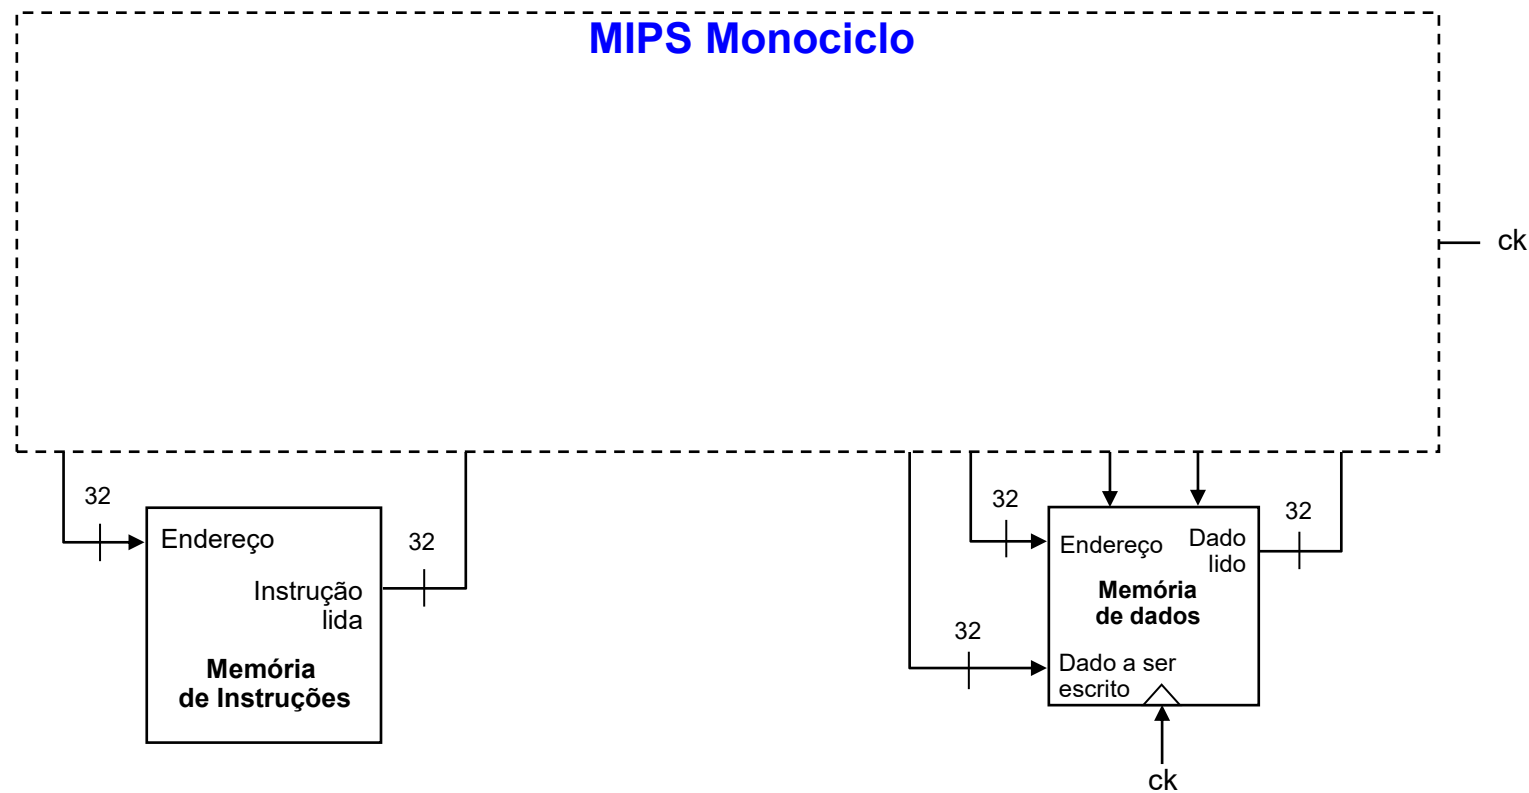 MIPS Monociclo
ck
32
Endereço
32
Instrução
lida
Memória
de Instruções
32
Endereço
Dado
lido
32
Memória
de dados
32
Dado a ser
escrito
ck